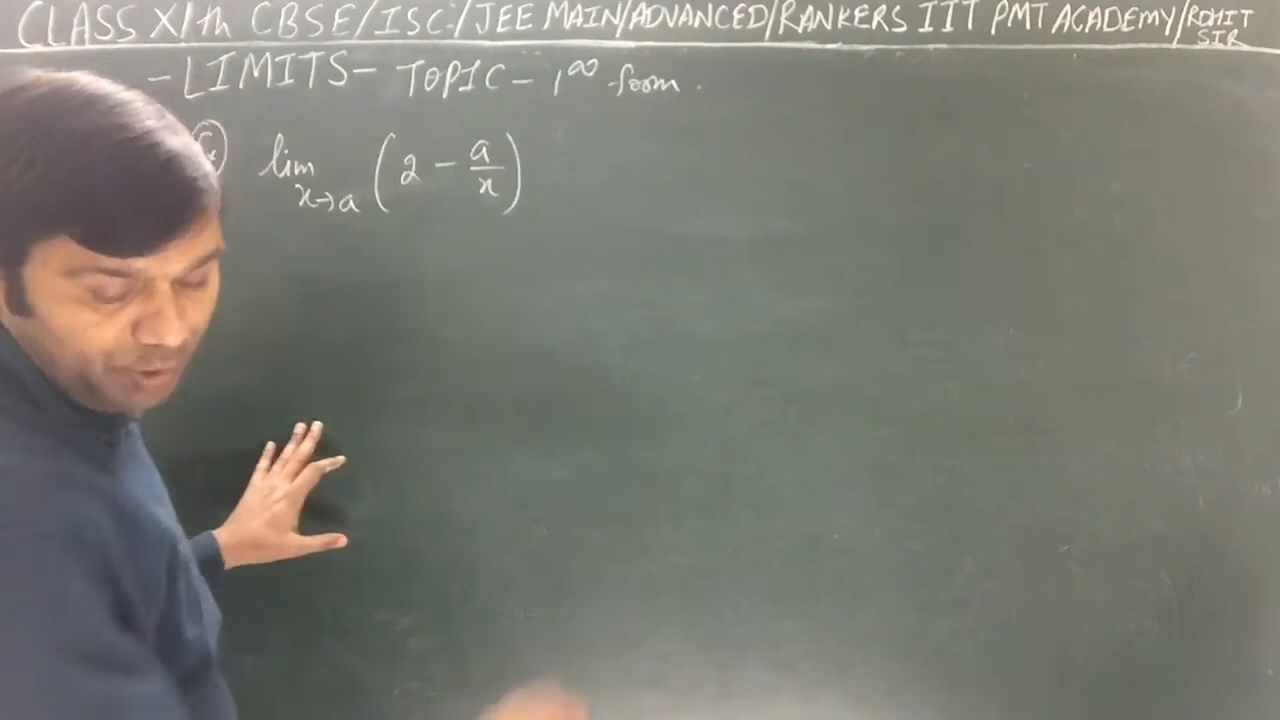 CLASS XIth CBSE/ISC/JEE MAIN/ADVANCED/RANKERS IIT PMT ACADEMY/ROHIT SIR
- LIMITS - TOPIC - 1^∞ form.
Q lim x→a (2 - a/x)